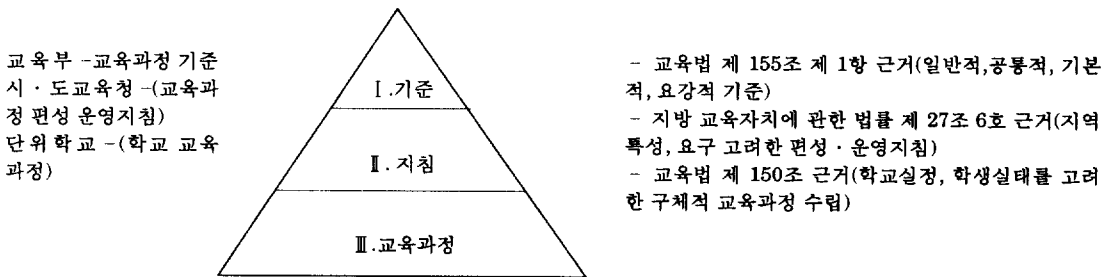 교육부 -교육과정 기준
시 · 도교육청 -(교육과
정 편성 운영지침)
단위학교 -(학교 교육
과정)
Ⅰ.기준
Ⅱ. 지침
Ⅲ.교육과정
- 교육법 제 155조 제 1항 근거(일반적,공통적, 기본
적, 요강적 기준)
- 지방 교육자치에 관한 법률 제 27조 6호 근거(지역
특성, 요구 고려한 편성 · 운영지침)
- 교육법 제 150조 근거(학교실정, 학생실태를 고려
한 구체적 교육과정 수립)